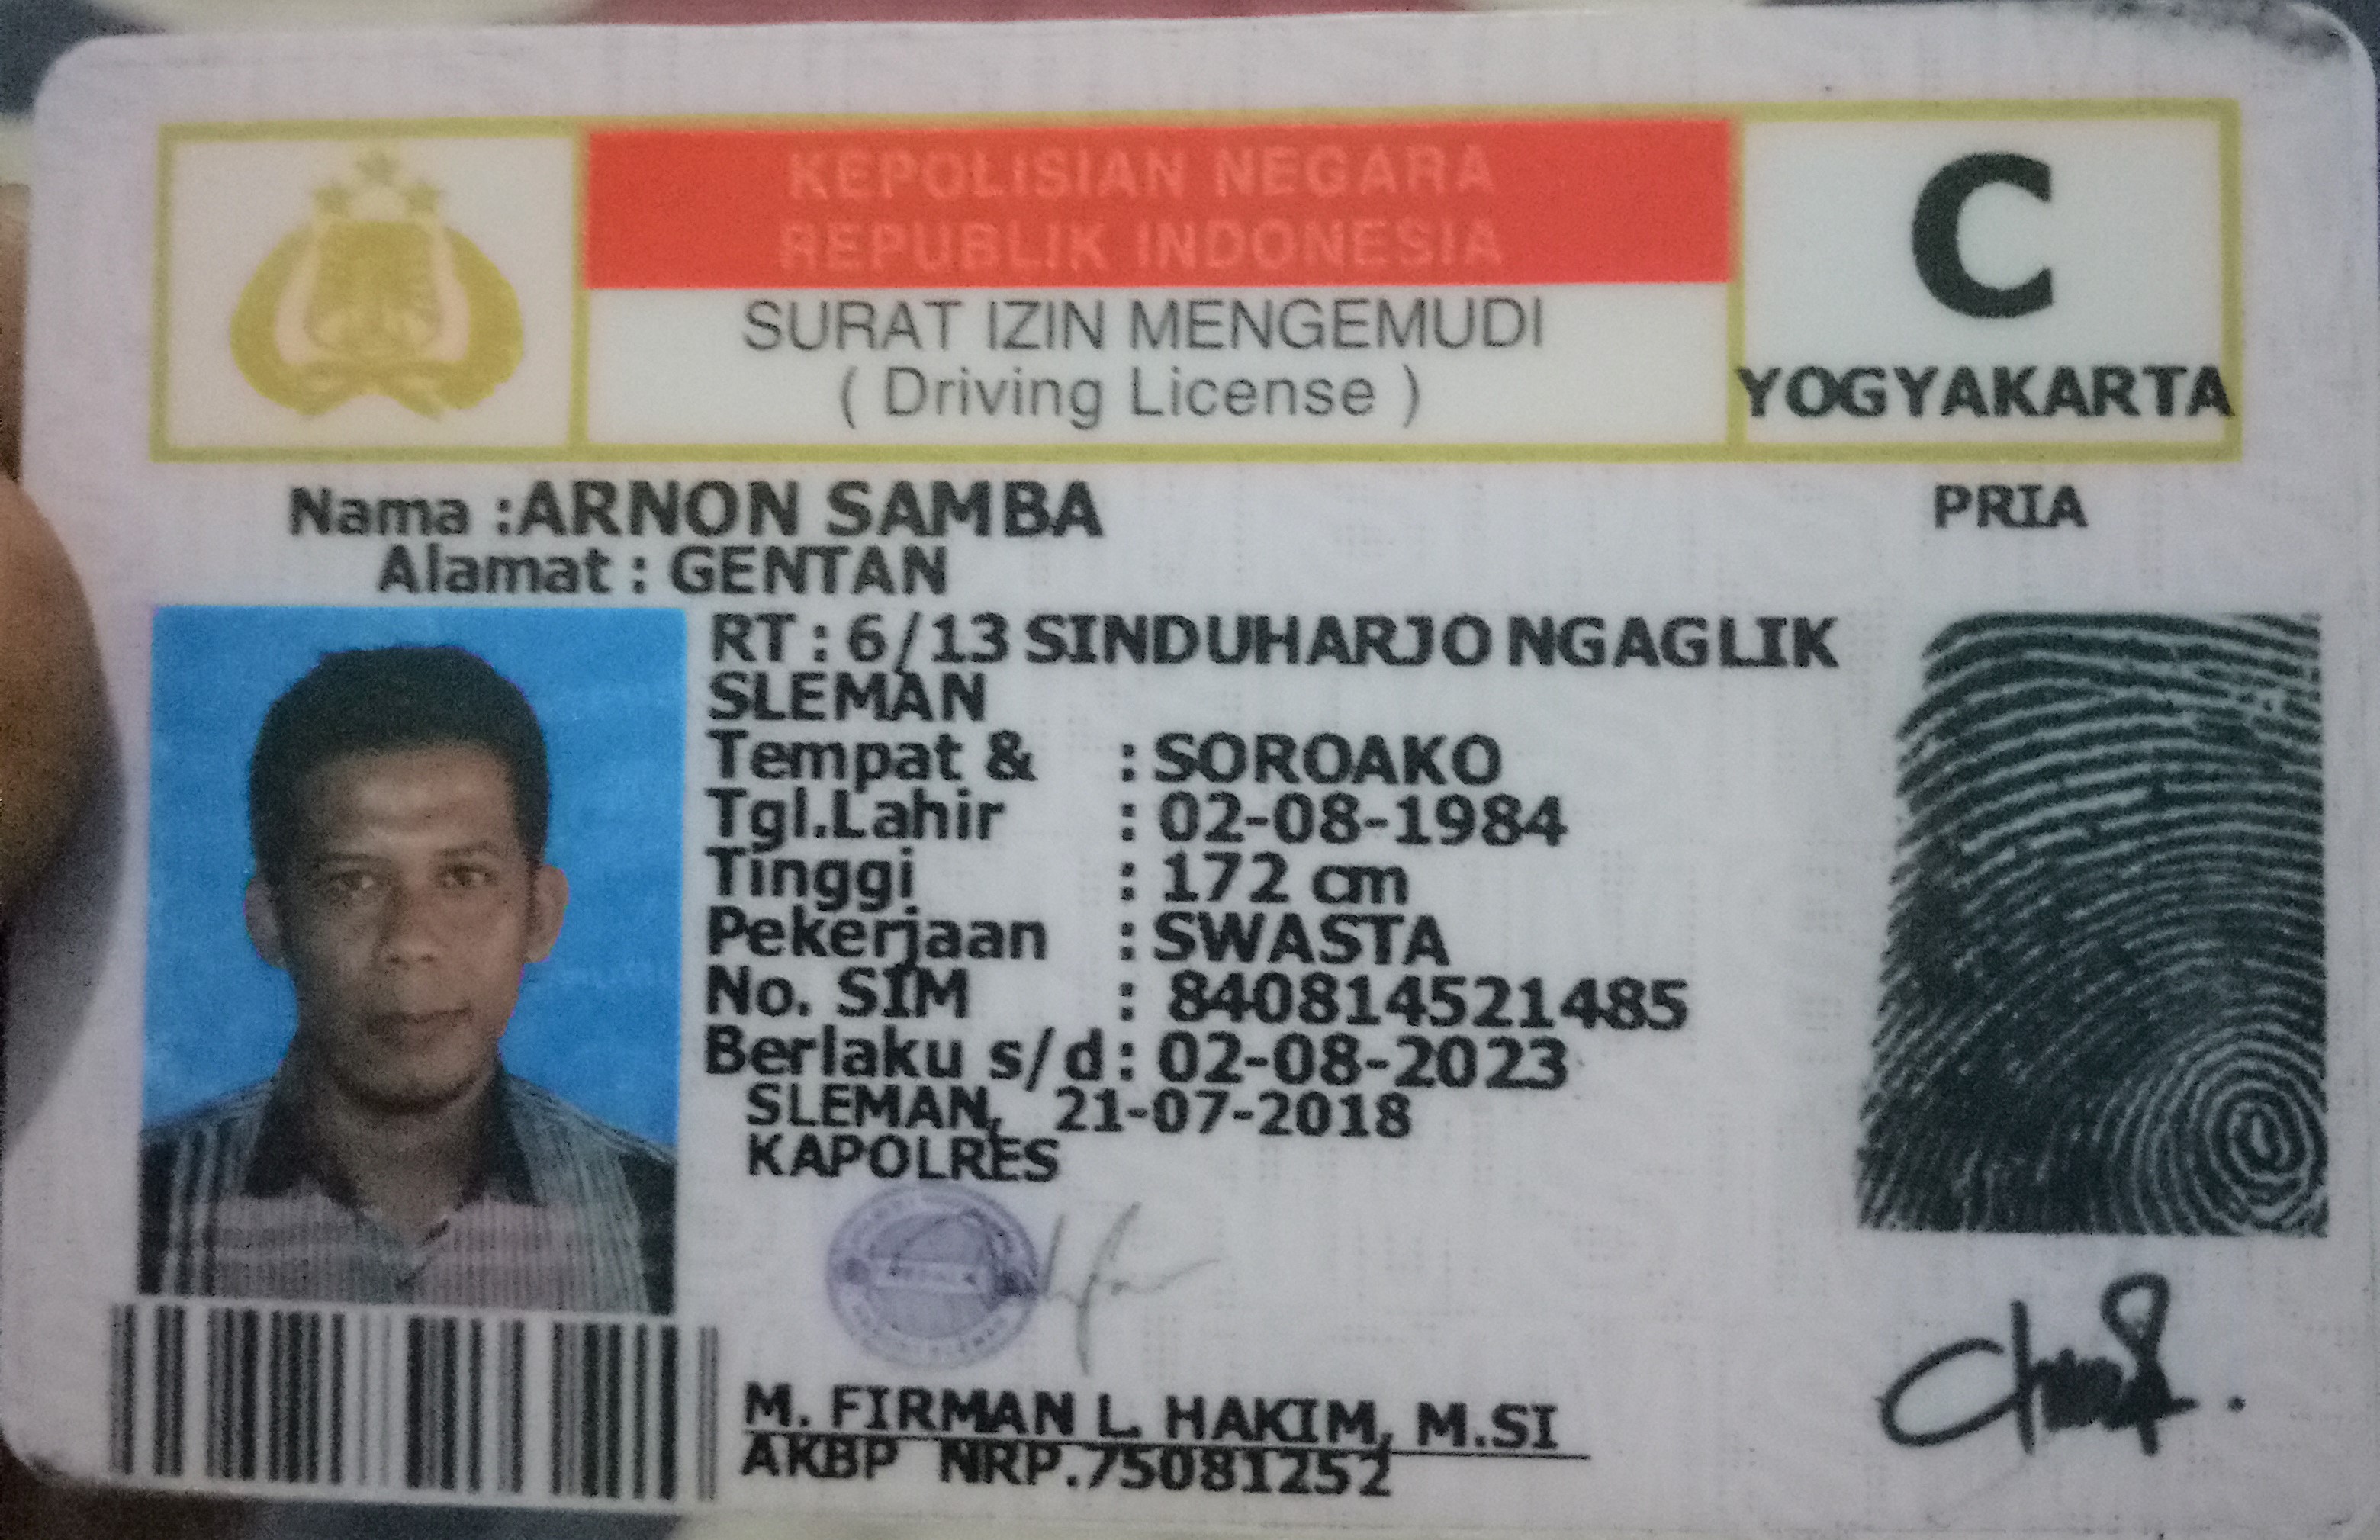 KEPOLISIAN NEGARA
REPUBLIK INDONESIA
SURAT IZIN MENGEMUDI
( Driving License )
C
YOGYAKARTA
Nama :ARNON SAMBA
PRIA
Alamat : GENTAN
RT : 6/13 SINDUHARJO NGAGLIK
SLEMAN
Tempat & : SOROAKO
Tgl.Lahir : 02-08-1984
Tinggi : 172 cm
Pekerjaan : SWASTA
No. SIM : 840814521485
Berlaku s/d : 02-08-2023
SLEMAN, 21-07-2018
KAPOLRES
M. FIRMAN L. HAKIM, M.SI
AKBP NRP.75081252